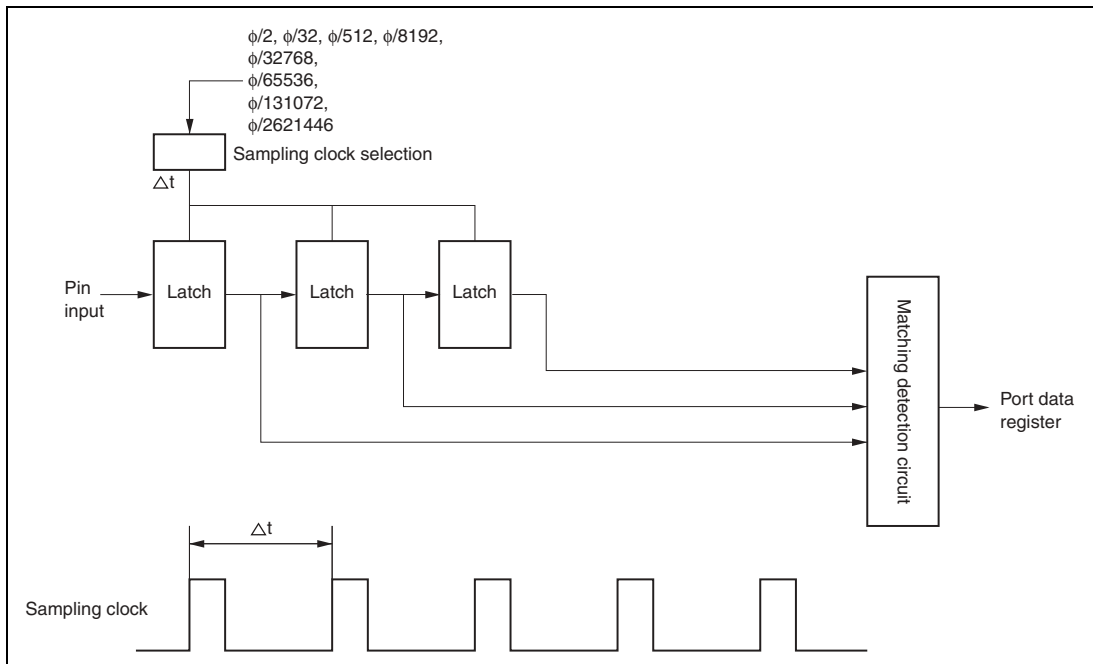 ϕ/2, ϕ/32, ϕ/512, ϕ/8192,
ϕ/32768,
ϕ/65536,
ϕ/131072,
ϕ/2621446
Sampling clock selection
△t
Pin
input
Latch
Latch
Latch
Matching detection circuit
Port data
register
△t
Sampling clock